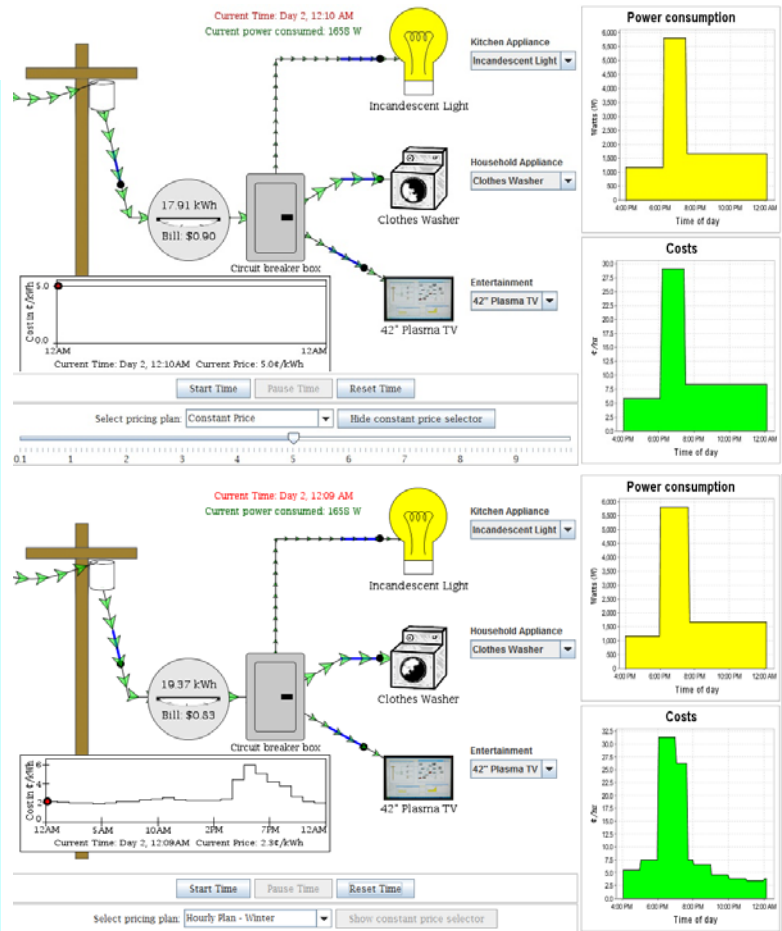 Current Time: Day 2, 12:10 AM
Current power consumed: 1658 W
Kitchen Appliance
Incandescent Light
Incandescent Light
Household Appliance
Clothes Washer
Clothes Washer
17.91 kWh
Bill: $0.90
Circuit breaker box
Entertainment
42" Plasma TV
42" Plasma TV
Cost in ¢/kWh
5.0
0.0
12AM 12AM
Current Time: Day 2, 12:10AM Current Price: 5.0¢/kWh
Start Time Pause Time Reset Time
Select pricing plan: Constant Price Hide constant price selector
0.1 1 2 3 4 5 6 7 8 9
Power consumption
Watts (W)
6,000
5,500
5,000
4,500
4,000
3,500
3,000
2,500
2,000
1,500
1,000
500
0
4:00 PM 6:00 PM 8:00 PM 10:00 PM 12:00 AM
Time of day
Costs
¢/hr
30.0
27.5
25.0
22.5
20.0
17.5
15.0
12.5
10.0
7.5
5.0
2.5
0.0
4:00 PM 6:00 PM 8:00 PM 10:00 PM 12:00 AM
Time of day
Current Time: Day 2, 12:09 AM
Current power consumed: 1658 W
Kitchen Appliance
Incandescent Light
Incandescent Light
Household Appliance
Clothes Washer
Clothes Washer
19.37 kWh
Bill: $0.83
Circuit breaker box
Entertainment
42" Plasma TV
42" Plasma TV
Cost in ¢/kWh
6
4
2
0
12AM 5AM 10AM 2PM 7PM 12AM
Current Time: Day 2, 12:09AM Current Price: 2.3¢/kWh
Start Time Pause Time Reset Time
Select pricing plan: Hourly Plan - Winter Show constant price selector
Power consumption
Watts (W)
6,000
5,500
5,000
4,500
4,000
3,500
3,000
2,500
2,000
1,500
1,000
500
0
4:00 PM 6:00 PM 8:00 PM 10:00 PM 12:00 AM
Time of day
Costs
¢/hr
32.5
30.0
27.5
25.0
22.5
20.0
17.5
15.0
12.5
10.0
7.5
5.0
2.5
0.0
4:00 PM 6:00 PM 8:00 PM 10:00 PM 12:00 AM
Time of day